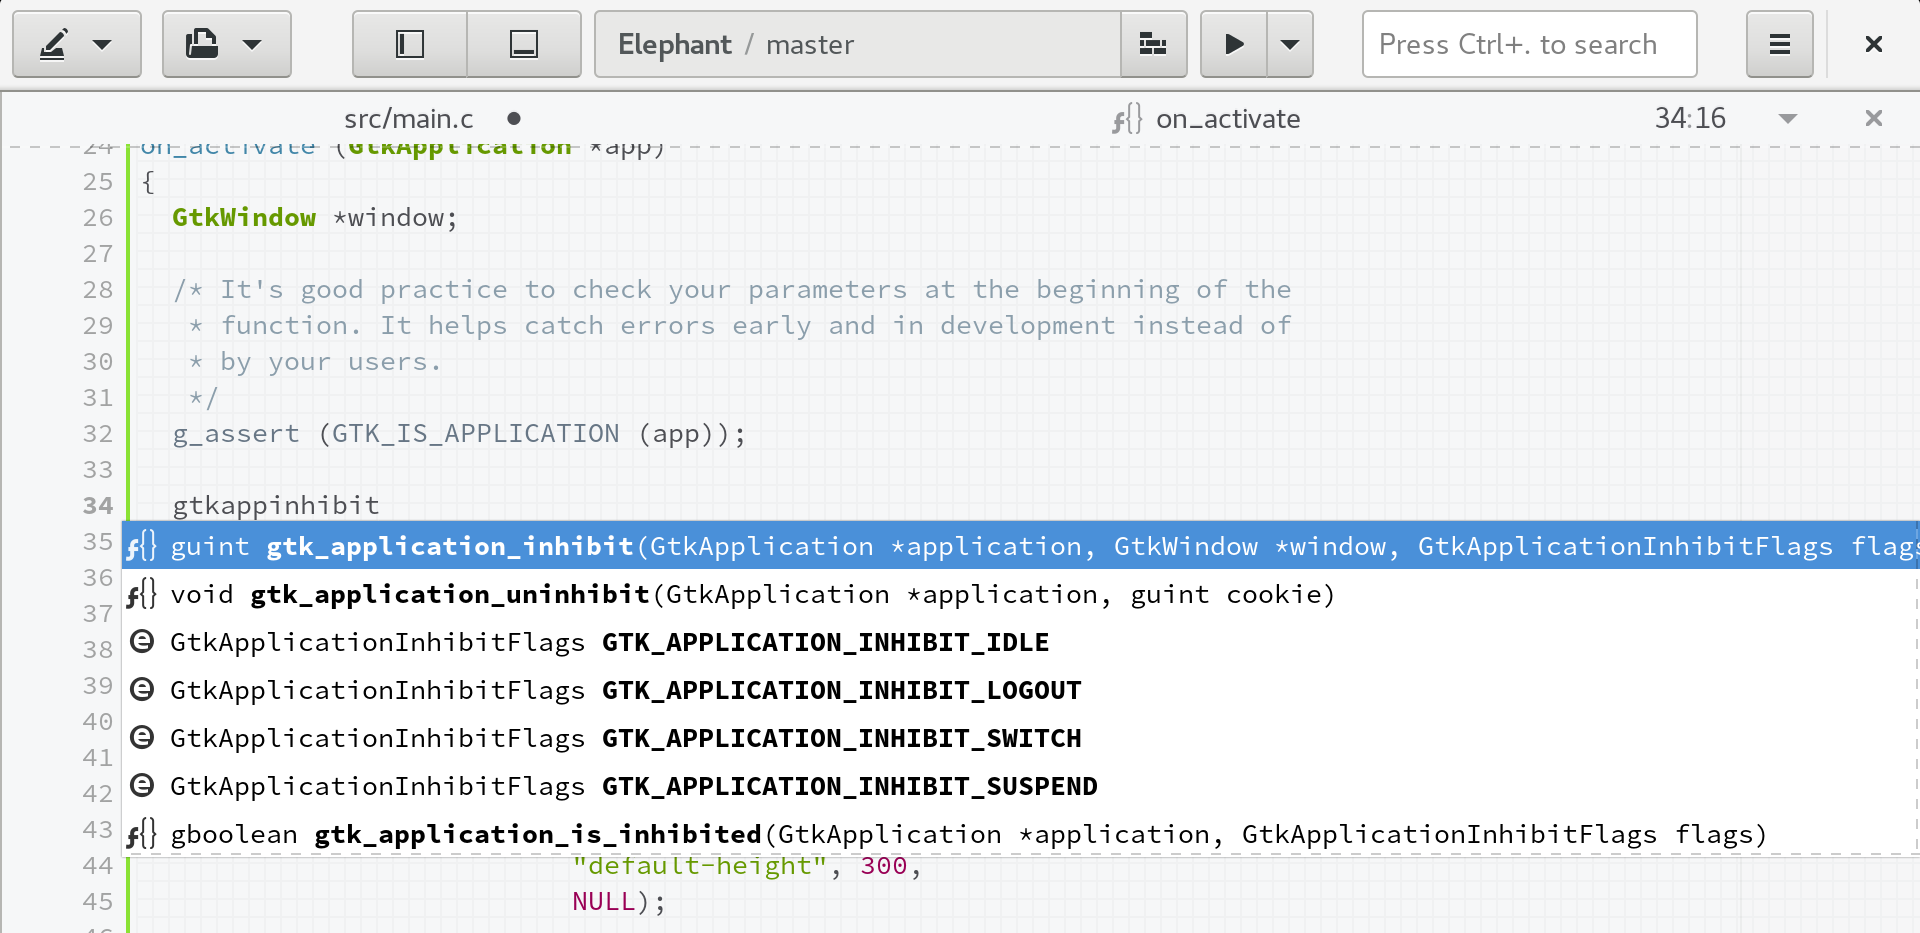 Elephant / master
Press Ctrl+. to search
src/main.c ●
on_activate
34:16
24 on_activate (GtkApplication *app)
25 {
26   GtkWindow *window;
27
28   /* It's good practice to check your parameters at the beginning of the
29    * function. It helps catch errors early and in development instead of
30    * by your users.
31    */
32   g_assert (GTK_IS_APPLICATION (app));
33
34   gtkappinhibit
35 guint gtk_application_inhibit(GtkApplication *application, GtkWindow *window, GtkApplicationInhibitFlags flags
36 void gtk_application_uninhibit(GtkApplication *application, guint cookie)
37
38 GtkApplicationInhibitFlags GTK_APPLICATION_INHIBIT_IDLE
39 GtkApplicationInhibitFlags GTK_APPLICATION_INHIBIT_LOGOUT
40
41 GtkApplicationInhibitFlags GTK_APPLICATION_INHIBIT_SWITCH
42 GtkApplicationInhibitFlags GTK_APPLICATION_INHIBIT_SUSPEND
43 gboolean gtk_application_is_inhibited(GtkApplication *application, GtkApplicationInhibitFlags flags)
44 "default-height", 300,
45 NULL);